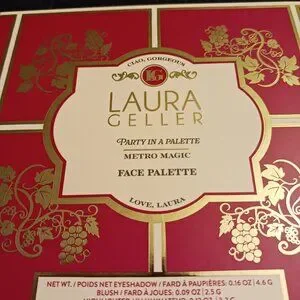 CIAO, GORGEOUS
LG
LAURA
GELLER
PARTY IN A PALETTE
METRO MAGIC
FACE PALETTE
LOVE, LAURA
NET WT. / POIDS NET EYESHADOW / FARD À PAUPIÈRES: 0.16 OZ | 4.6 G
BLUSH / FARD À JOUES: 0.09 OZ | 2.5 G